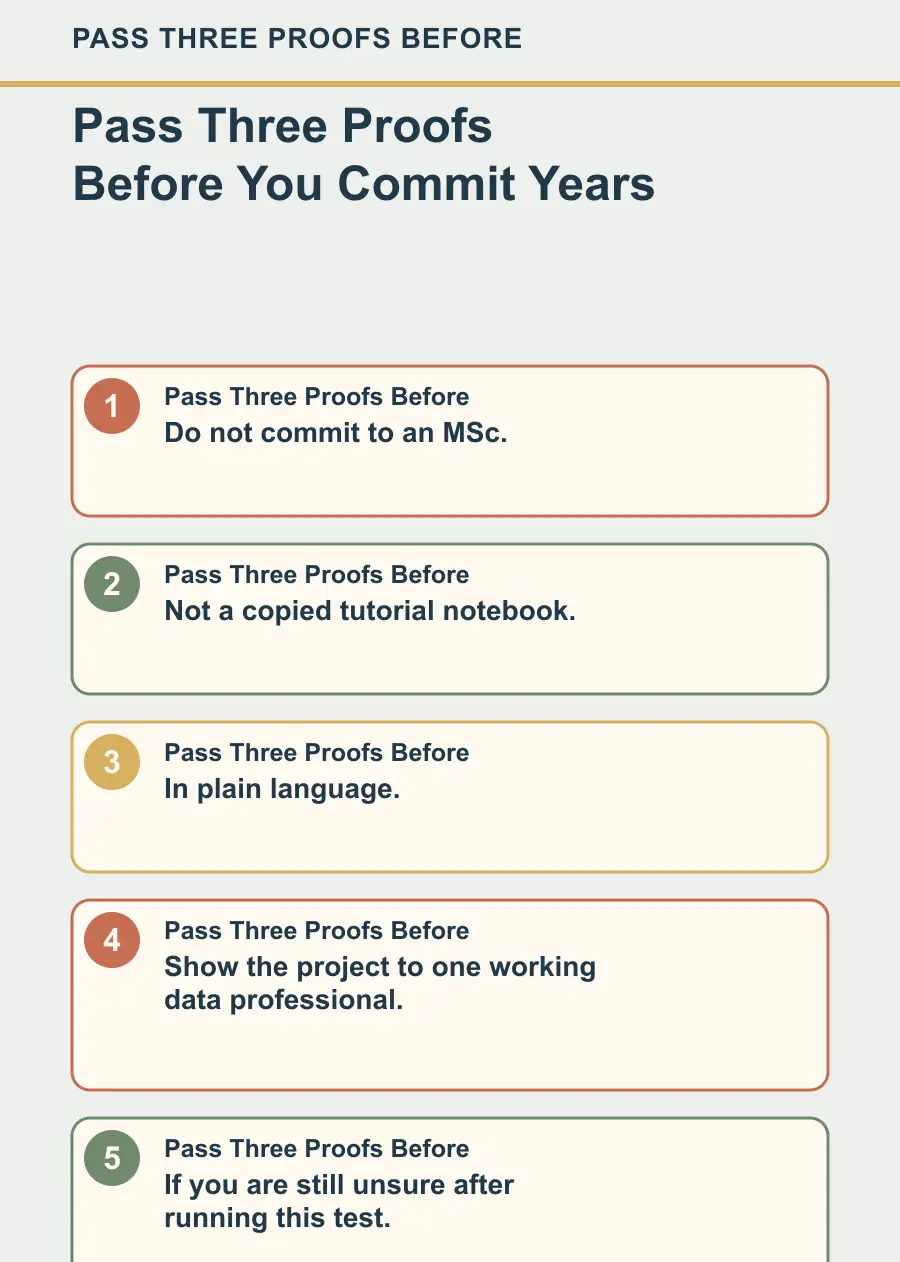 PASS THREE PROOFS BEFORE
Pass Three Proofs
Before You Commit Years
1
Pass Three Proofs Before
Do not commit to an MSc.
2
Pass Three Proofs Before
Not a copied tutorial notebook.
3
Pass Three Proofs Before
In plain language.
4
Pass Three Proofs Before
Show the project to one working
data professional.
5
Pass Three Proofs Before
If you are still unsure after
running this test.